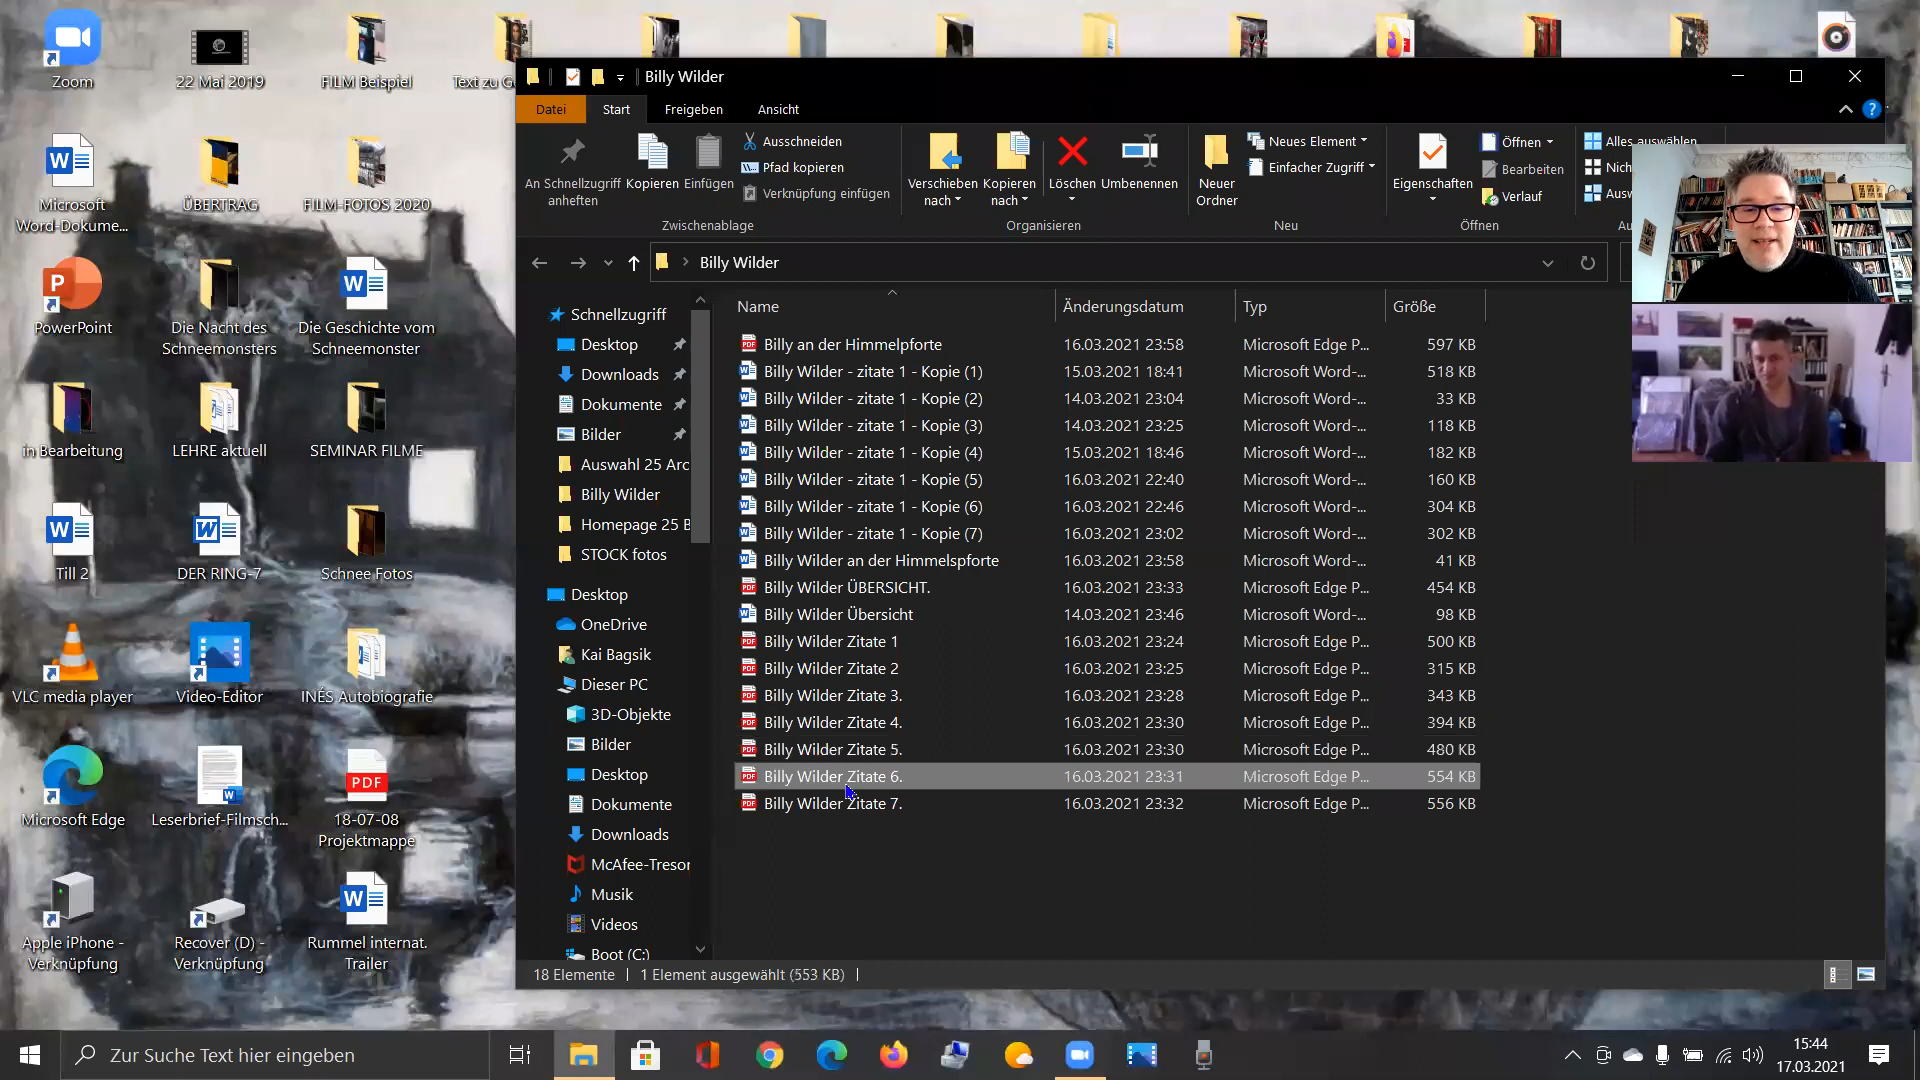 Zoom
22 Mai 2019
FILM Beispiel
Text zu G
Microsoft
Word-Dokume...
ÜBERTRAG
FILM-FOTOS 2020
PowerPoint
Die Nacht des
Schneemonsters
Die Geschichte vom
Schneemonster
in Bearbeitung
LEHRE aktuell
SEMINAR FILME
Till 2
DER RING-7
Schnee Fotos
VLC media player
Video-Editor
INES Autobiografie
Microsoft Edge
Leserbrief-Filmsch...
PDF
18-07-08
Projektmappe
Apple iPhone -
Verknüpfung
Recover (D) -
Verknüpfung
Rummel internat.
Trailer
Billy Wilder
Datei
Start
Freigeben
Ansicht
An Schnellzugriff
anheften
Kopieren
Einfügen
Ausschneiden
Pfad kopieren
Verknüpfung einfügen
Zwischenablage
Verschieben
nach
Kopieren
nach
Löschen
Umbenennen
Organisieren
Neuer
Ordner
Neues Element
Einfacher Zugriff
Neu
Eigenschaften
Öffnen
Bearbeiten
Verlauf
Öffnen
Alles auswählen
Nich
Ausw
Au
Billy Wilder
Schnellzugriff
Desktop
Downloads
Dokumente
Bilder
Auswahl 25 Arc
Billy Wilder
Homepage 25 B
STOCK fotos
Desktop
OneDrive
Kai Bagsik
Dieser PC
3D-Objekte
Bilder
Desktop
Dokumente
Downloads
McAfee-Tresor
Musik
Videos
Boot (C:)
Name Änderungsdatum Typ Größe
Billy an der Himmelpforte 16.03.2021 23:58 Microsoft Edge P... 597 KB
Billy Wilder - zitate 1 - Kopie (1) 15.03.2021 18:41 Microsoft Word-... 518 KB
Billy Wilder - zitate 1 - Kopie (2) 14.03.2021 23:04 Microsoft Word-... 33 KB
Billy Wilder - zitate 1 - Kopie (3) 14.03.2021 23:25 Microsoft Word-... 118 KB
Billy Wilder - zitate 1 - Kopie (4) 15.03.2021 18:46 Microsoft Word-... 182 KB
Billy Wilder - zitate 1 - Kopie (5) 16.03.2021 22:40 Microsoft Word-... 160 KB
Billy Wilder - zitate 1 - Kopie (6) 16.03.2021 22:46 Microsoft Word-... 304 KB
Billy Wilder - zitate 1 - Kopie (7) 16.03.2021 23:02 Microsoft Word-... 302 KB
Billy Wilder an der Himmelspforte 16.03.2021 23:58 Microsoft Word-... 41 KB
Billy Wilder ÜBERSICHT. 16.03.2021 23:33 Microsoft Edge P... 454 KB
Billy Wilder Übersicht 14.03.2021 23:46 Microsoft Word-... 98 KB
Billy Wilder Zitate 1 16.03.2021 23:24 Microsoft Edge P... 500 KB
Billy Wilder Zitate 2 16.03.2021 23:25 Microsoft Edge P... 315 KB
Billy Wilder Zitate 3. 16.03.2021 23:28 Microsoft Edge P... 343 KB
Billy Wilder Zitate 4. 16.03.2021 23:30 Microsoft Edge P... 394 KB
Billy Wilder Zitate 5. 16.03.2021 23:30 Microsoft Edge P... 480 KB
Billy Wilder Zitate 6. 16.03.2021 23:31 Microsoft Edge P... 554 KB
Billy Wilder Zitate 7. 16.03.2021 23:32 Microsoft Edge P... 556 KB
18 Elemente
1 Element ausgewählt (553 KB)
Zur Suche Text hier eingeben
15:44
17.03.2021